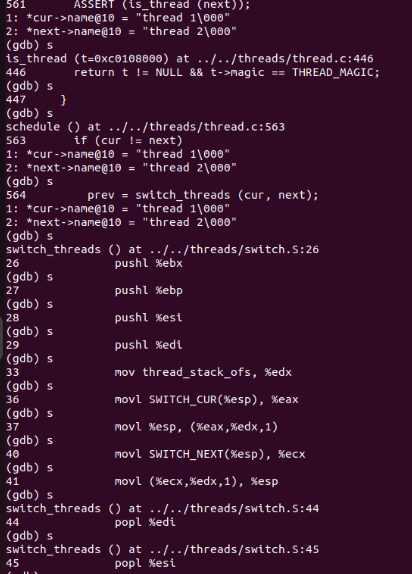 561        ASSERT (is_thread (next));
1: *cur->name@10 = "thread 1\000"
2: *next->name@10 = "thread 2\000"
(gdb) s
is_thread (t=0xc0108000) at ../../threads/thread.c:446
446        return t != NULL && t->magic == THREAD_MAGIC;
(gdb) s
447      }
(gdb) s
schedule () at ../../threads/thread.c:563
563        if (cur != next)
1: *cur->name@10 = "thread 1\000"
2: *next->name@10 = "thread 2\000"
(gdb) s
564          prev = switch_threads (cur, next);
1: *cur->name@10 = "thread 1\000"
2: *next->name@10 = "thread 2\000"
(gdb) s
switch_threads () at ../../threads/switch.S:26
26              pushl %ebx
(gdb) s
27              pushl %ebp
(gdb) s
28              pushl %esi
(gdb) s
29              pushl %edi
(gdb) s
33              mov thread_stack_ofs, %edx
(gdb) s
36              movl SWITCH_CUR(%esp), %eax
(gdb) s
37              movl %esp, (%eax,%edx,1)
(gdb) s
40              movl SWITCH_NEXT(%esp), %ecx
(gdb) s
41              movl (%ecx,%edx,1), %esp
(gdb) s
switch_threads () at ../../threads/switch.S:44
44              popl %edi
(gdb) s
switch_threads () at ../../threads/switch.S:45
45              popl %esi